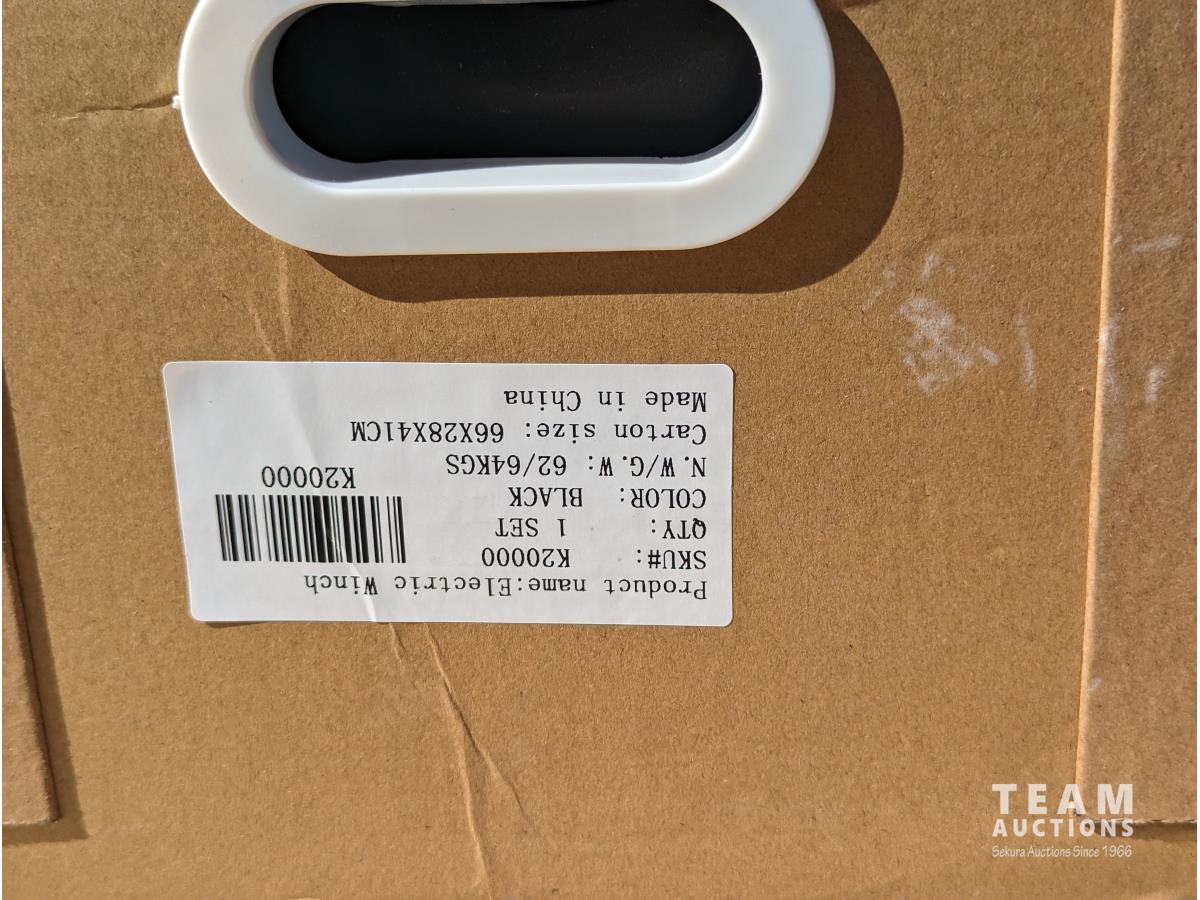 Product name:Electric Winch
SKU#: K20000
QTY: 1 SET
COLOR: BLACK
N.W/G.W: 62/64KGS
Carton size: 66X28X41CM
Made in China
K20000
TEAM
AUCTIONS
Sekura Auctions Since 1966